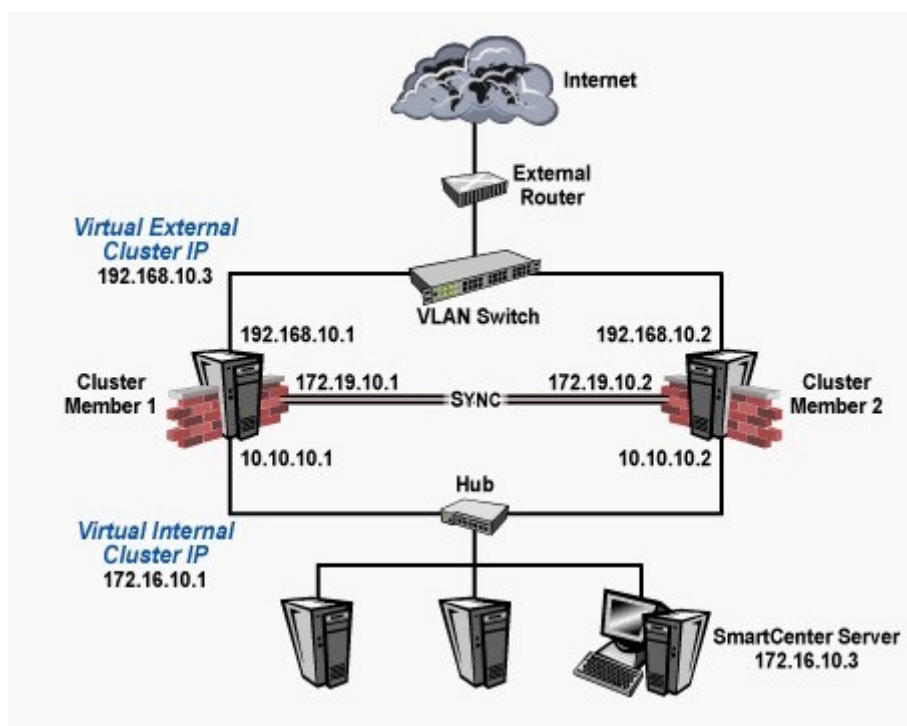 Internet
External
Router
Virtual External
Cluster IP
192.168.10.3
VLAN Switch
192.168.10.1
192.168.10.2
Cluster
Member 1
172.19.10.1
SYNC
172.19.10.2
Cluster
Member 2
10.10.10.1
10.10.10.2
Hub
Virtual Internal
Cluster IP
172.16.10.1
SmartCenter Server
172.16.10.3